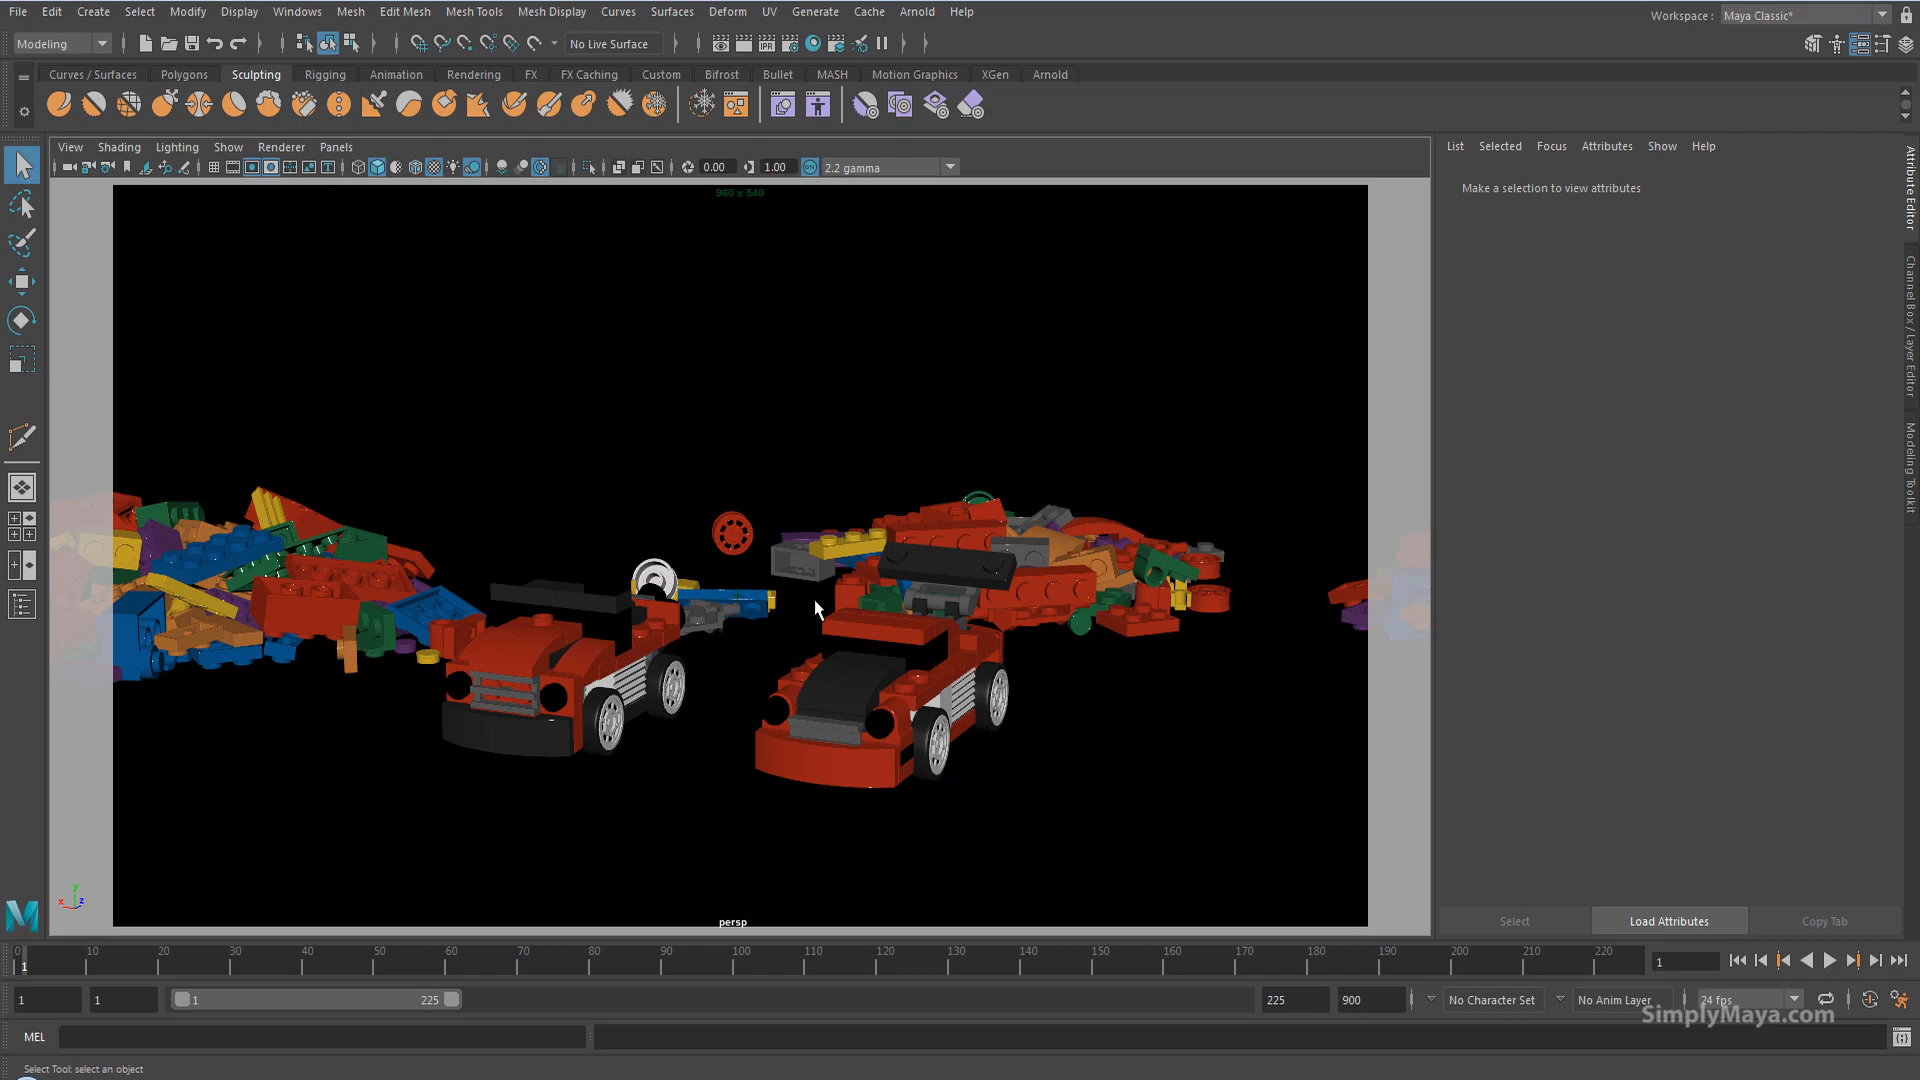 File Edit Create Select Modify Display Windows Mesh Edit Mesh Mesh Tools Mesh Display Curves Surfaces Deform UV Generate Cache Arnold Help
Workspace : Maya Classic*
Modeling No Live Surface
Curves / Surfaces Polygons Sculpting Rigging Animation Rendering FX FX Caching Custom Bifrost Bullet MASH Motion Graphics XGen Arnold
View Shading Lighting Show Renderer Panels
0.00 1.00 ON 2.2 gamma
960 x 540
persp
y
x z
List Selected Focus Attributes Show Help
Make a selection to view attributes
Attribute Editor
Channel Box / Layer Editor
Modeling Toolkit
Select Load Attributes Copy Tab
0 10 20 30 40 50 60 70 80 90 100 110 120 130 140 150 160 170 180 190 200 210 220
1 1
1 1 1 225 225 900 No Character Set No Anim Layer 24 fps
SimplyMaya.com
MEL
Select Tool: select an object